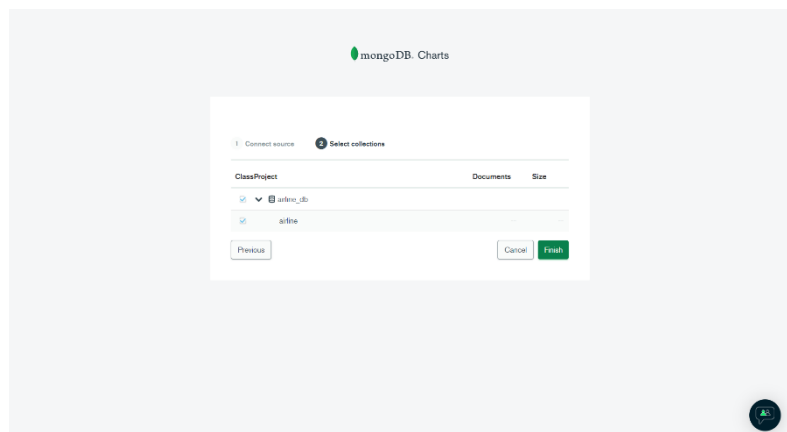 mongoDB. Charts
1 Connect source 2 Select collections
ClassProject Documents Size
airline_db
airline
Previous Cancel Finish